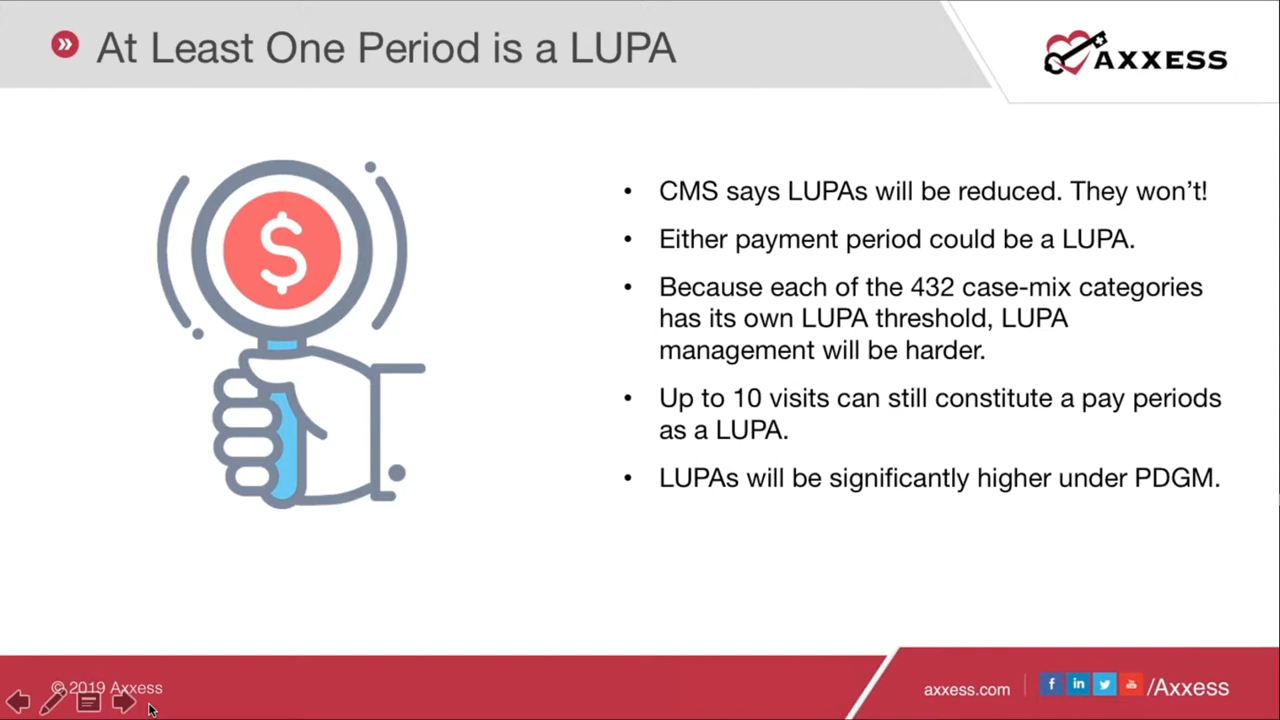 At Least One Period is a LUPA
AXXESS
$
• CMS says LUPAs will be reduced. They won’t!
• Either payment period could be a LUPA.
• Because each of the 432 case-mix categories
has its own LUPA threshold, LUPA
management will be harder.
• Up to 10 visits can still constitute a pay periods
as a LUPA.
• LUPAs will be significantly higher under PDGM.
© 2019 Axxess
axxess.com
/Axxess